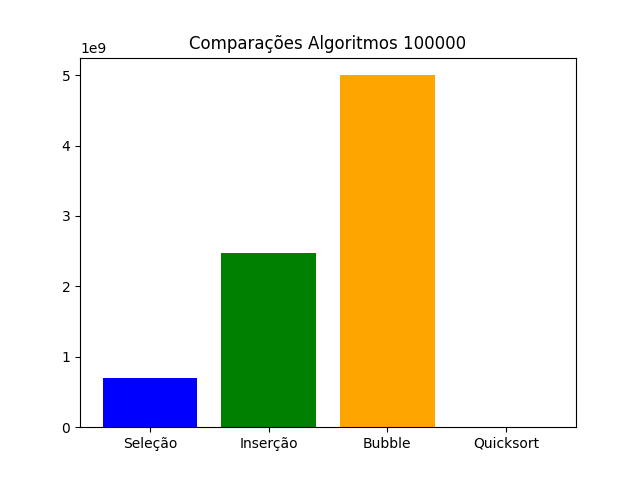 Comparações Algoritmos 100000
1e9
5
4
3
2
1
0
Seleção Inserção Bubble Quicksort